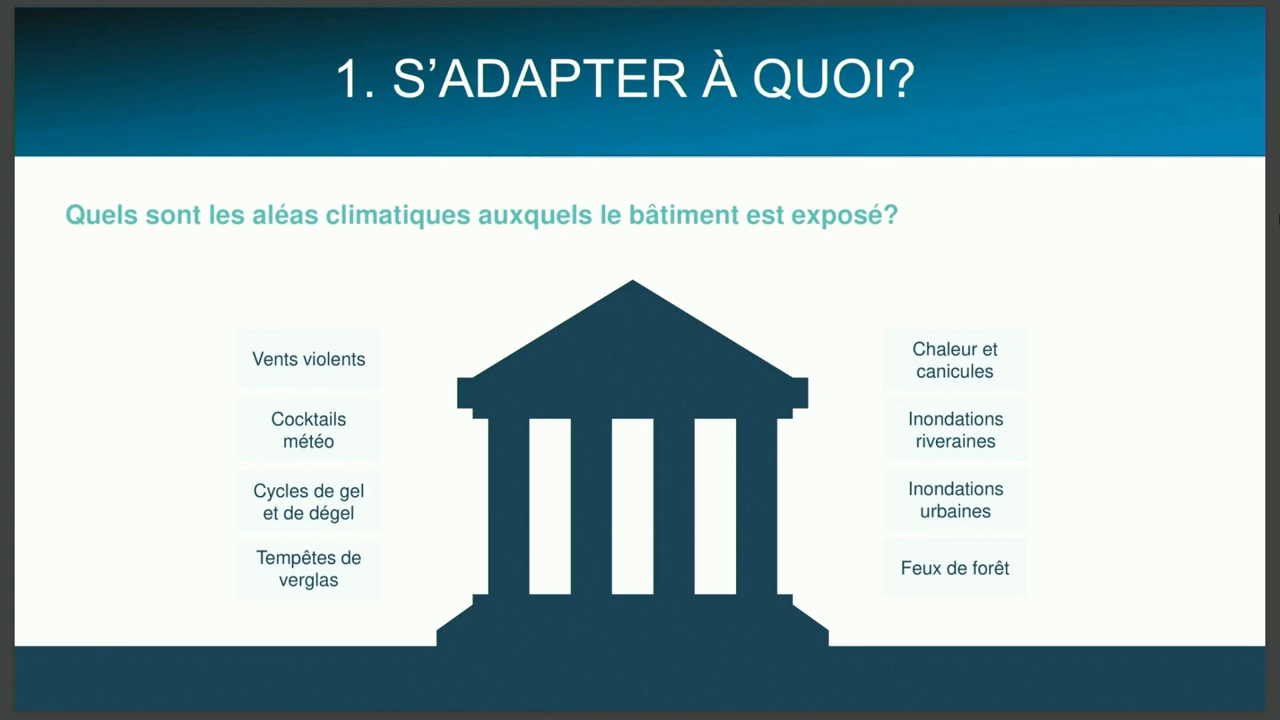 1. S’ADAPTER À QUOI?
Quels sont les aléas climatiques auxquels le bâtiment est exposé?
Vents violents
Cocktails
météo
Cycles de gel
et de dégel
Tempêtes de
verglas
Chaleur et
canicules
Inondations
riveraines
Inondations
urbaines
Feux de forêt